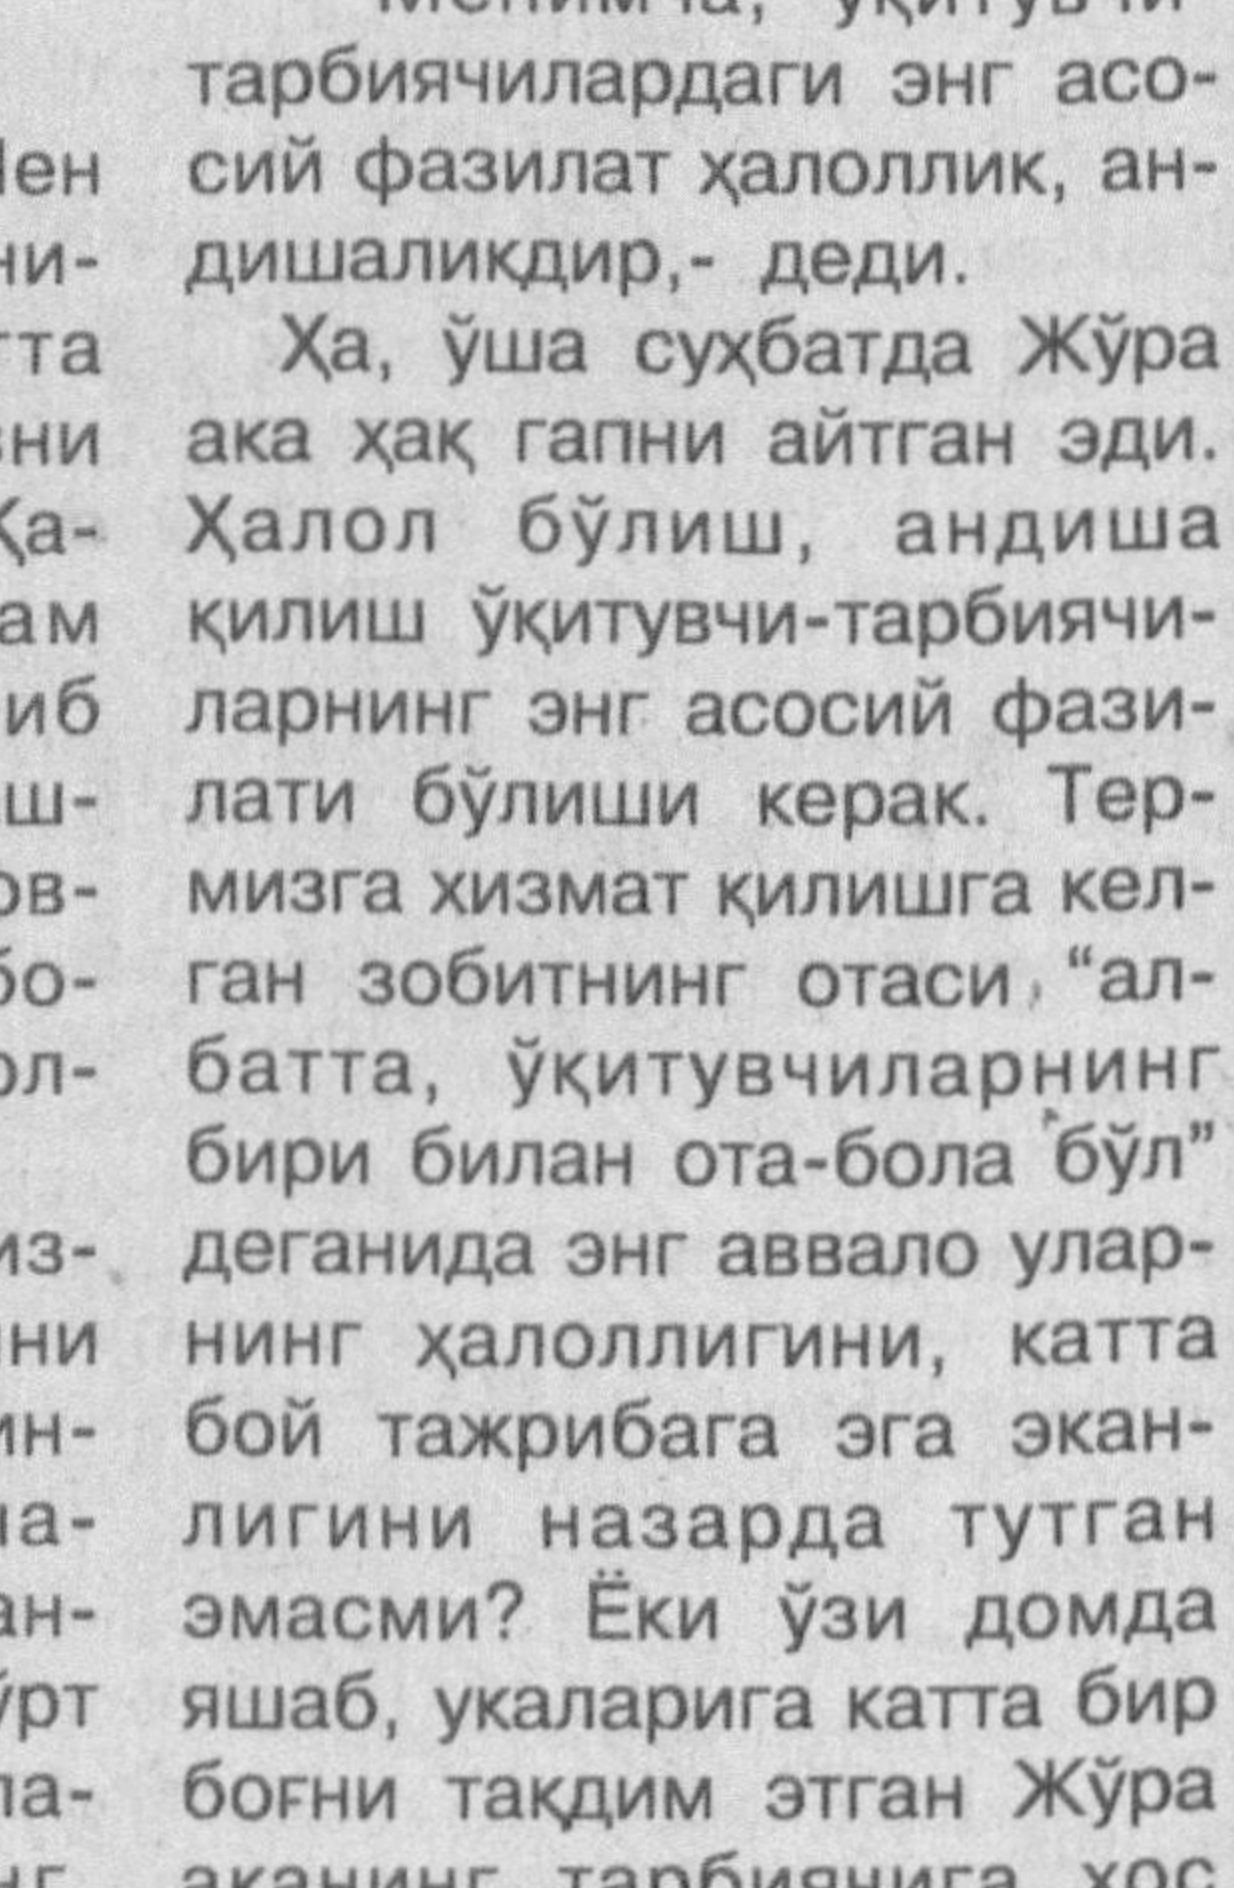 тарбиячилардаги энг асо-
сий фазилат ҳалоллик, ан-
дишаликдир,- деди.
Ҳа, ўша суҳбатда Жўра
ака ҳақ гапни айтган эди.
Ҳалол бўлиш, андиша
қилиш ўқитувчи-тарбиячи-
ларнинг энг асосий фази-
лати бўлиши керак. Тер-
мизга хизмат қилишга кел-
ган зобитнинг отаси, “ал-
батта, ўқитувчиларнинг
бири билан ота-бола бўл”
деганида энг аввало улар-
нинг ҳалоллигини, катта
бой тажрибага эга экан-
лигини назарда тутган
эмасми? Ёки ўзи домда
яшаб, укаларига катта бир
боғни тақдим этган Жўра
аканинг тарбиячига хос